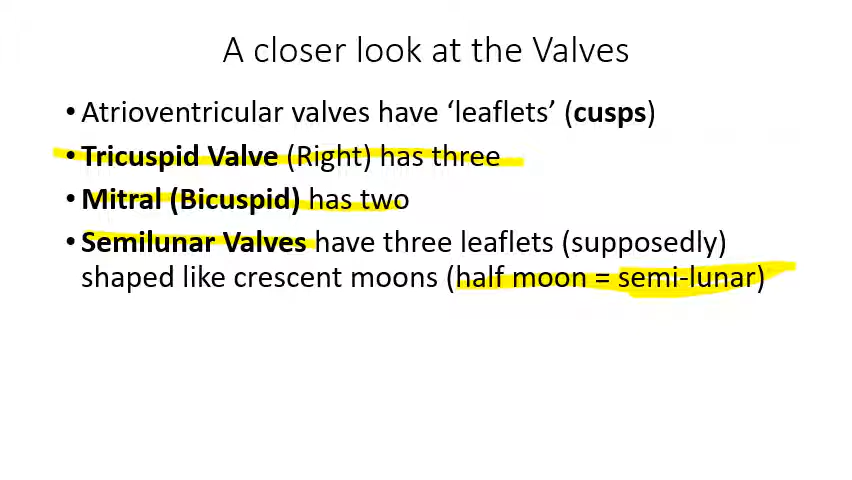 A closer look at the Valves
• Atrioventricular valves have ‘leaflets’ (cusps)
• Tricuspid Valve (Right) has three
• Mitral (Bicuspid) has two
• Semilunar Valves have three leaflets (supposedly)
shaped like crescent moons (half moon = semi-lunar)